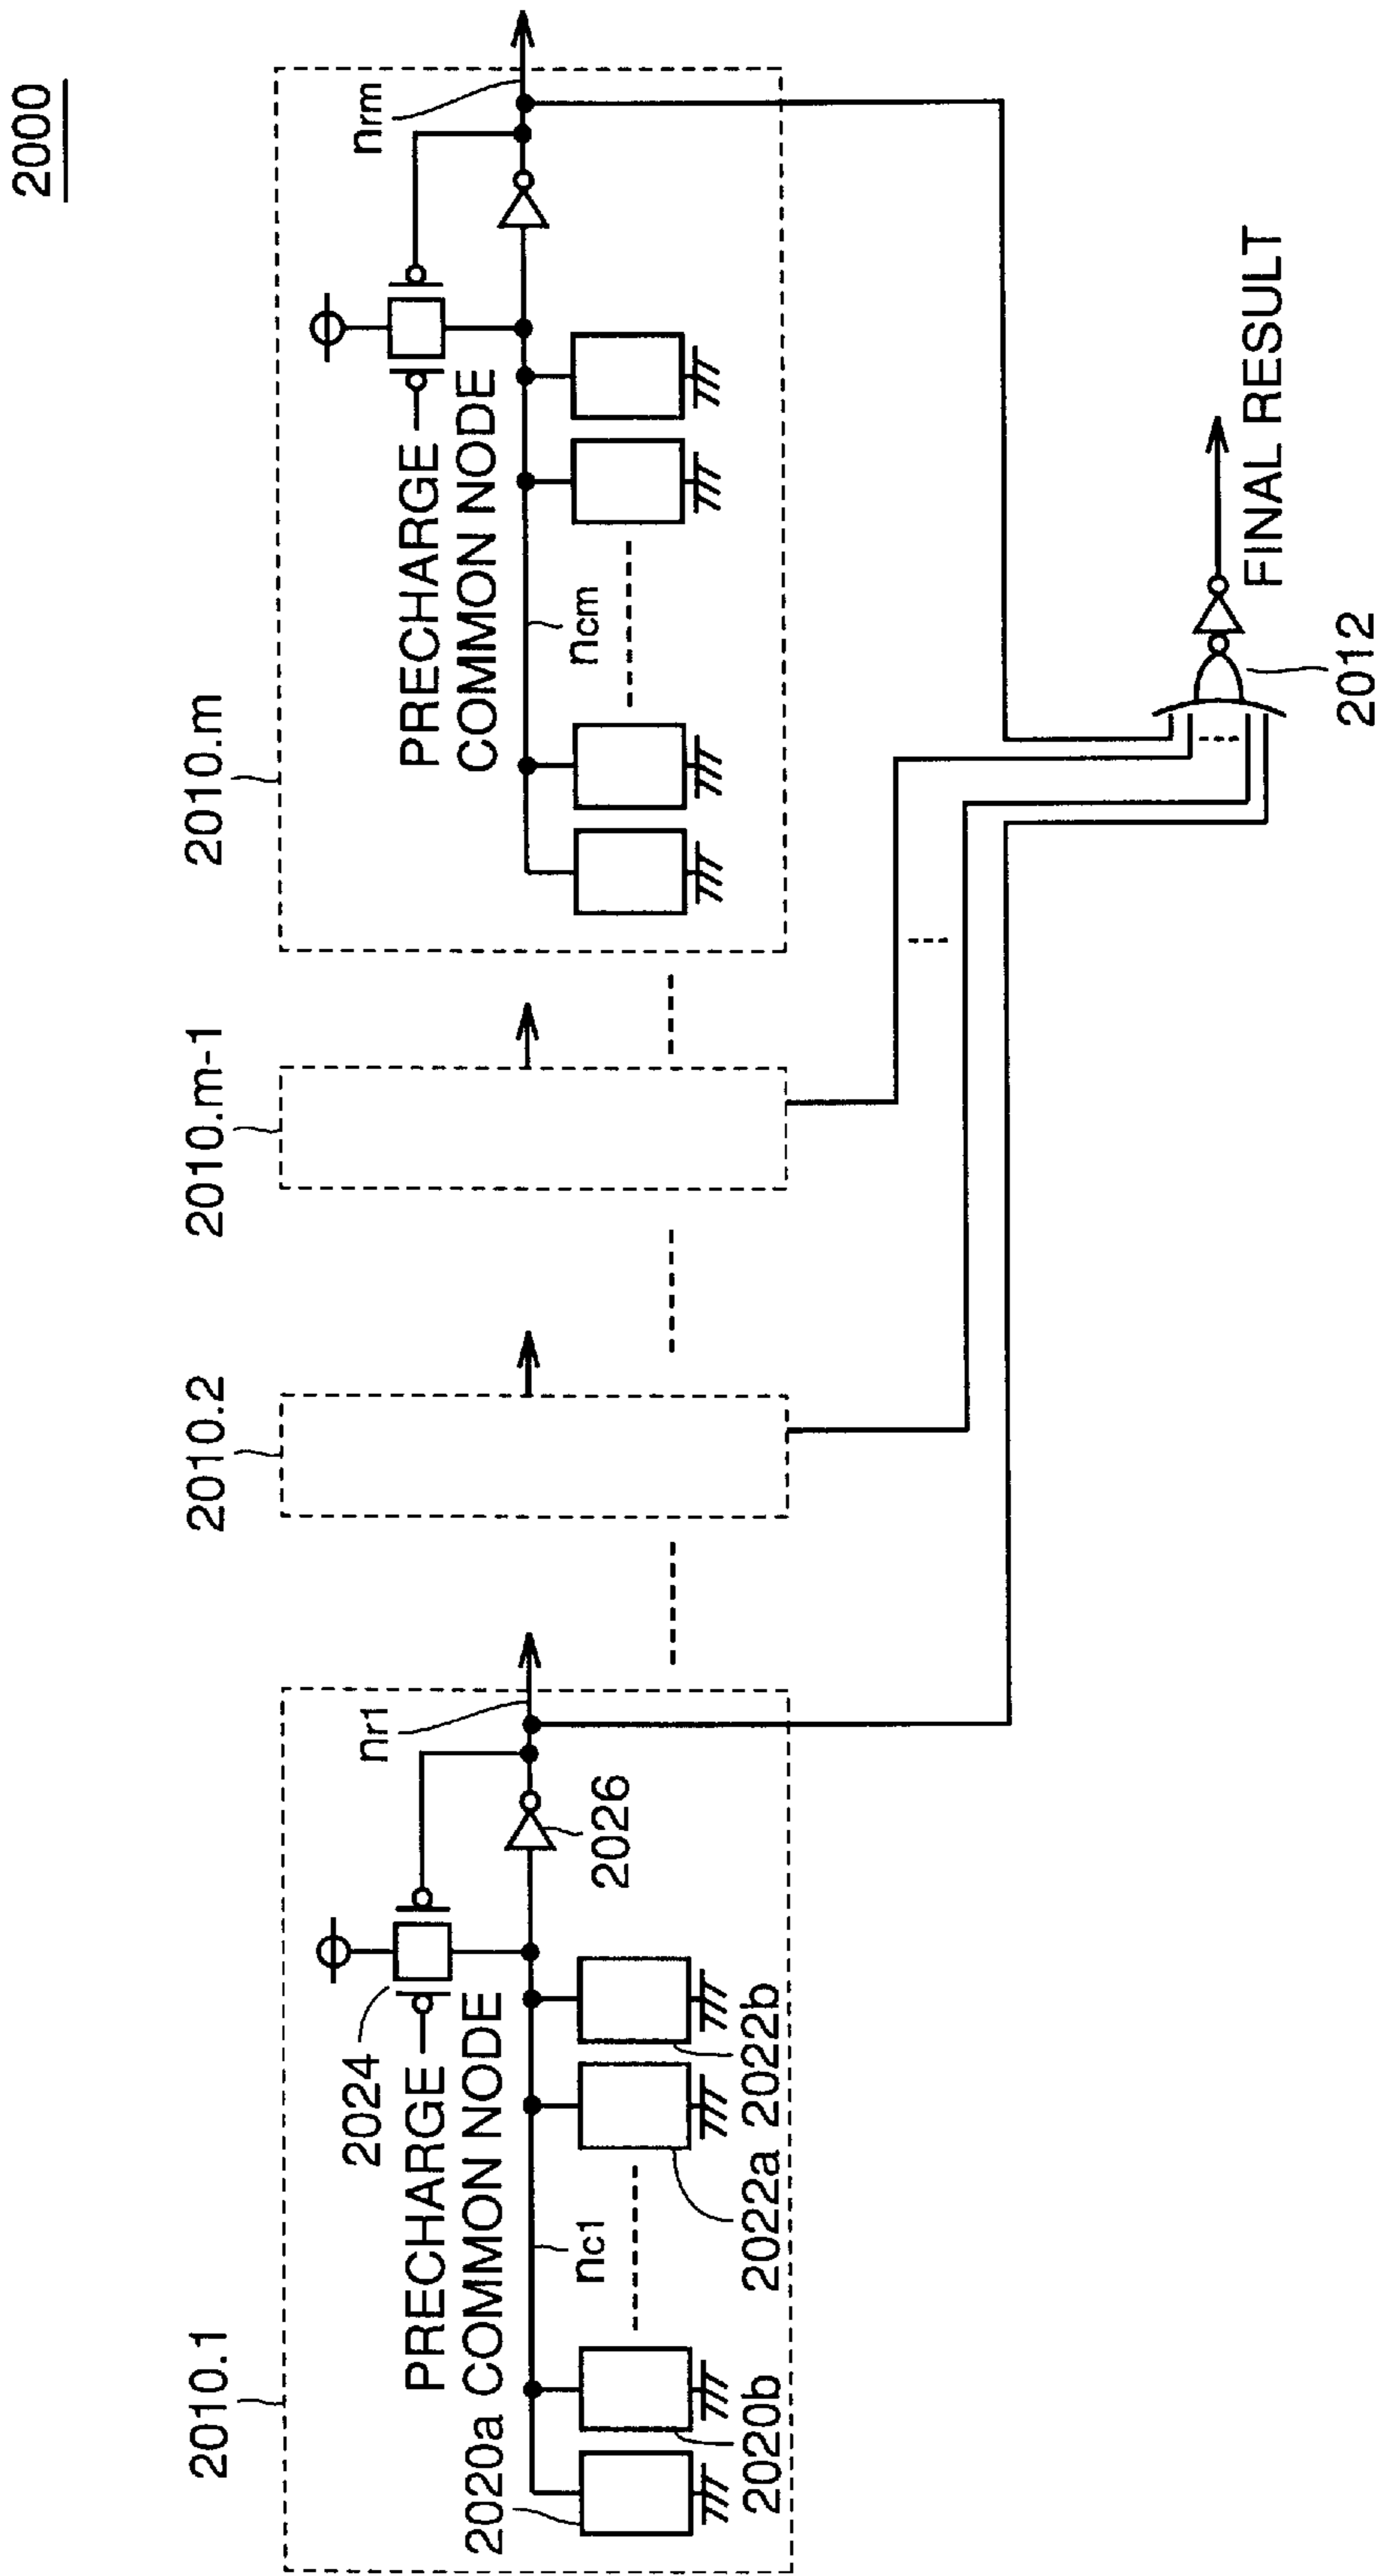 2000
2010.1
2010.2
2010.m-1
2010.m
2024
PRECHARGE
COMMON NODE
nr1
2026
nc1
2020a
2020b
2022a
2022b
PRECHARGE
COMMON NODE
nrm
ncm
2012
FINAL RESULT